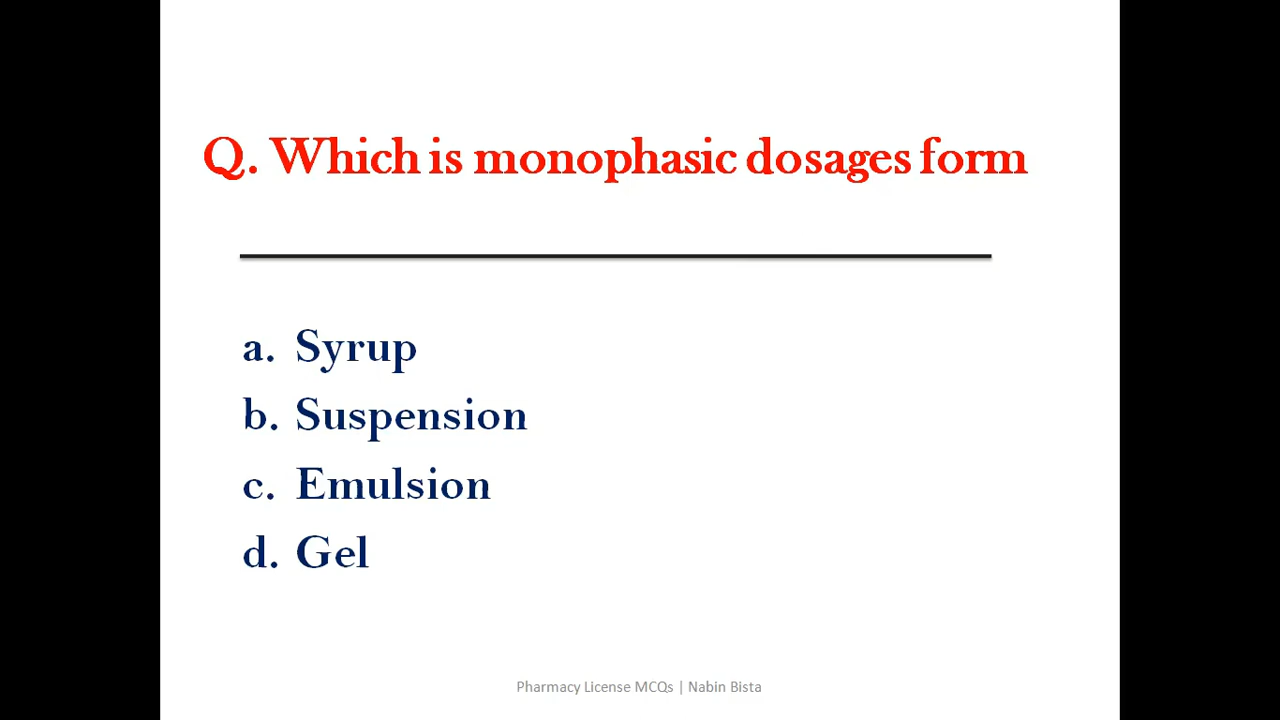 Q. Which is monophasic dosages form
a. Syrup
b. Suspension
c. Emulsion
d. Gel
Pharmacy License MCQs | Nabin Bista